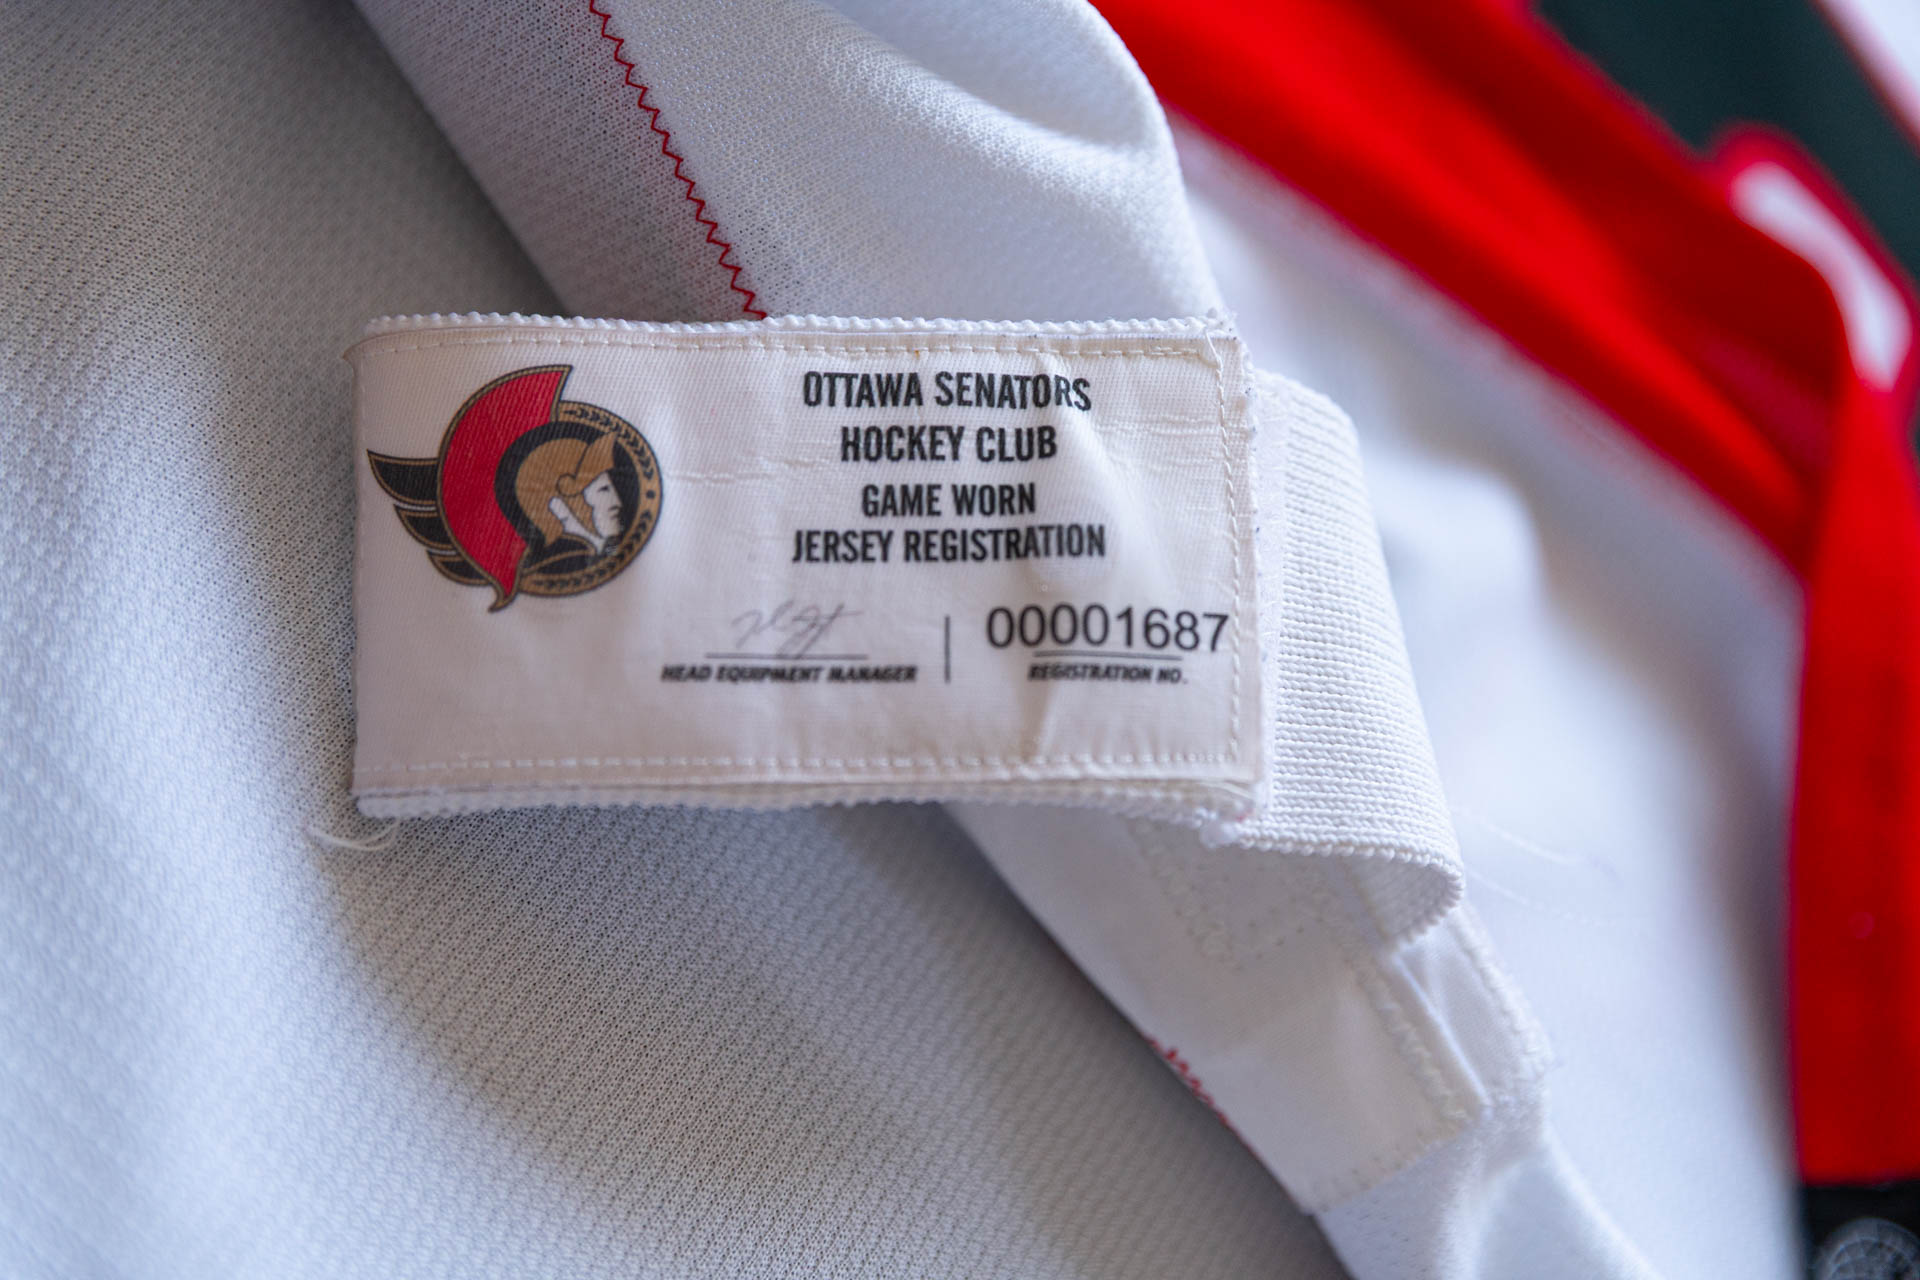 OTTAWA SENATORS
HOCKEY CLUB
GAME WORN
JERSEY REGISTRATION
00001687
HEAD EQUIPMENT MANAGER
REGISTRATION NO.